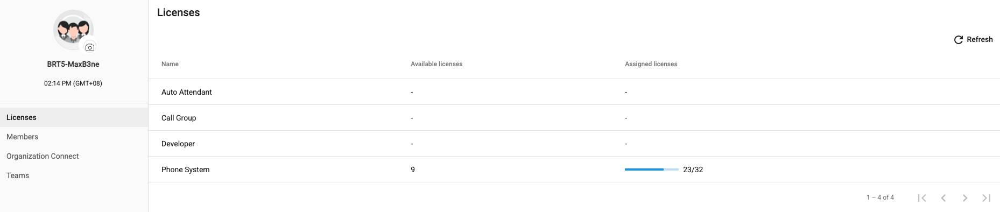 BRT5-MaxB3ne
02:14 PM (GMT+08)
Licenses
Members
Organization Connect
Teams
Licenses
Refresh
Name Available licenses Assigned licenses
Auto Attendant - -
Call Group - -
Developer - -
Phone System 9 23/32
1 – 4 of 4